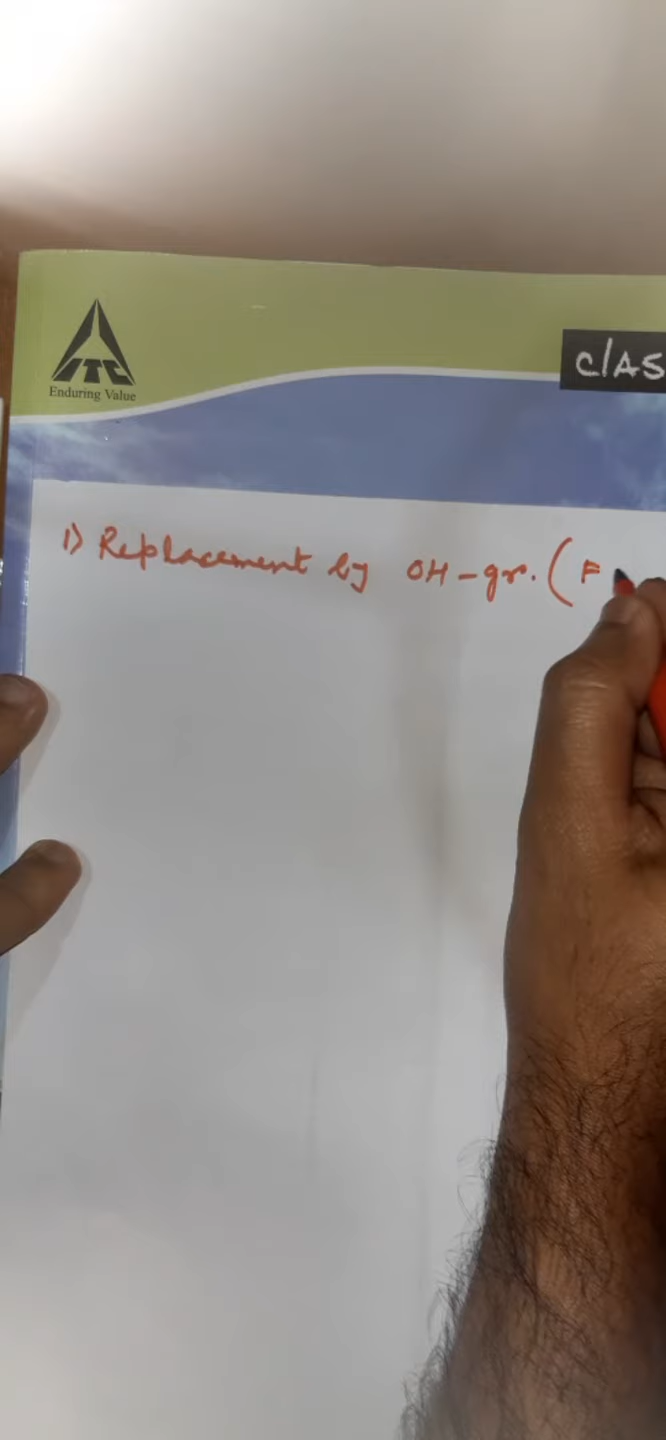 ITC
Enduring Value
CLAS
1) Replacement by OH-gr. (F